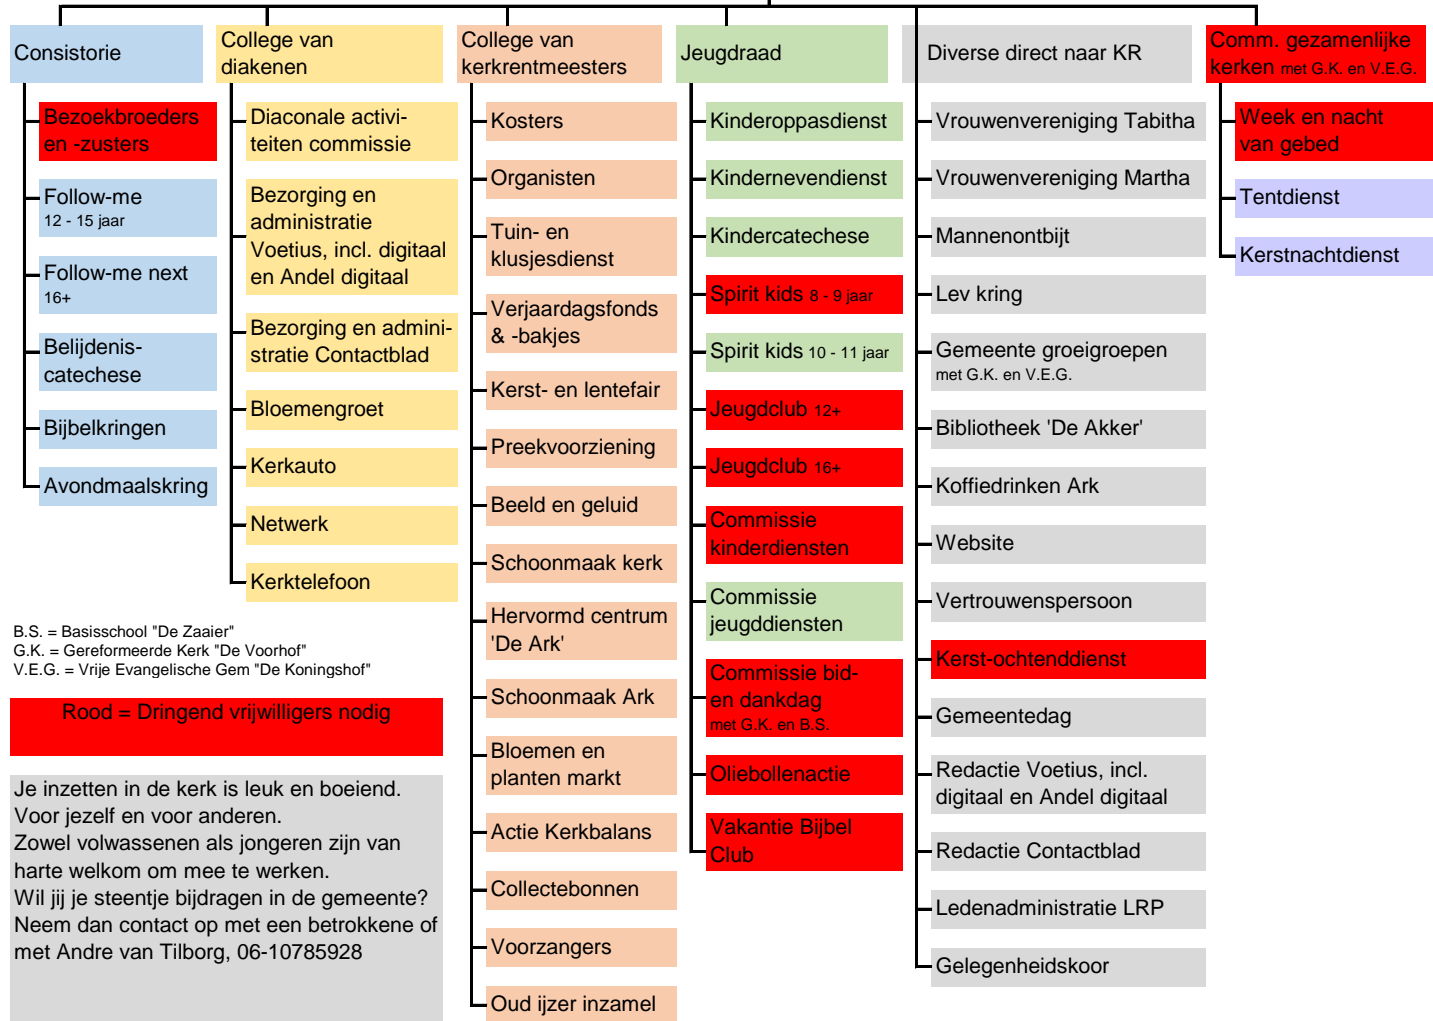 Consistorie
Bezoekbroeders
en -zusters
Follow-me
12 - 15 jaar
Follow-me next
16+
Belijdenis-
catechese
Bijbelkringen
Avondmaalskring
College van
diakenen
Diaconale activi-
teiten commissie
Bezorging en
administratie
Voetius, incl. digitaal
en Andel digitaal
Bezorging en admini-
stratie Contactblad
Bloemengroet
Kerkauto
Netwerk
Kerktelefoon
College van
kerkrentmeesters
Kosters
Organisten
Tuin- en
klusjesdienst
Verjaardagsfonds
& -bakjes
Kerst- en lentefair
Preekvoorziening
Beeld en geluid
Schoonmaak kerk
Hervormd centrum
'De Ark'
Schoonmaak Ark
Bloemen en
planten markt
Actie Kerkbalans
Collectebonnen
Voorzangers
Oud ijzer inzamel
Jeugdraad
Kinderoppasdienst
Kindernevendienst
Kindercatechese
Spirit kids 8 - 9 jaar
Spirit kids 10 - 11 jaar
Jeugdclub 12+
Jeugdclub 16+
Commissie
kinderdiensten
Commissie
jeugddiensten
Commissie bid-
en dankdag
met G.K. en B.S.
Oliebollenactie
Vakantie Bijbel
Club
Diverse direct naar KR
Vrouwenvereniging Tabitha
Vrouwenvereniging Martha
Mannenontbijt
Lev kring
Gemeente groeigroepen
met G.K. en V.E.G.
Bibliotheek 'De Akker'
Koffiedrinken Ark
Website
Vertrouwenspersoon
Kerst-ochtenddienst
Gemeentedag
Redactie Voetius, incl.
digitaal en Andel digitaal
Redactie Contactblad
Ledenadministratie LRP
Gelegenheidskoor
Comm. gezamenlijke
kerken met G.K. en V.E.G.
Week en nacht
van gebed
Tentdienst
Kerstnachtdienst
B.S. = Basisschool "De Zaaier"
G.K. = Gereformeerde Kerk "De Voorhof"
V.E.G. = Vrije Evangelische Gem "De Koningshof"
Rood = Dringend vrijwilligers nodig
Je inzetten in de kerk is leuk en boeiend.
Voor jezelf en voor anderen.
Zowel volwassenen als jongeren zijn van
harte welkom om mee te werken.
Wil jij je steentje bijdragen in de gemeente?
Neem dan contact op met een betrokkene of
met Andre van Tilborg, 06-10785928